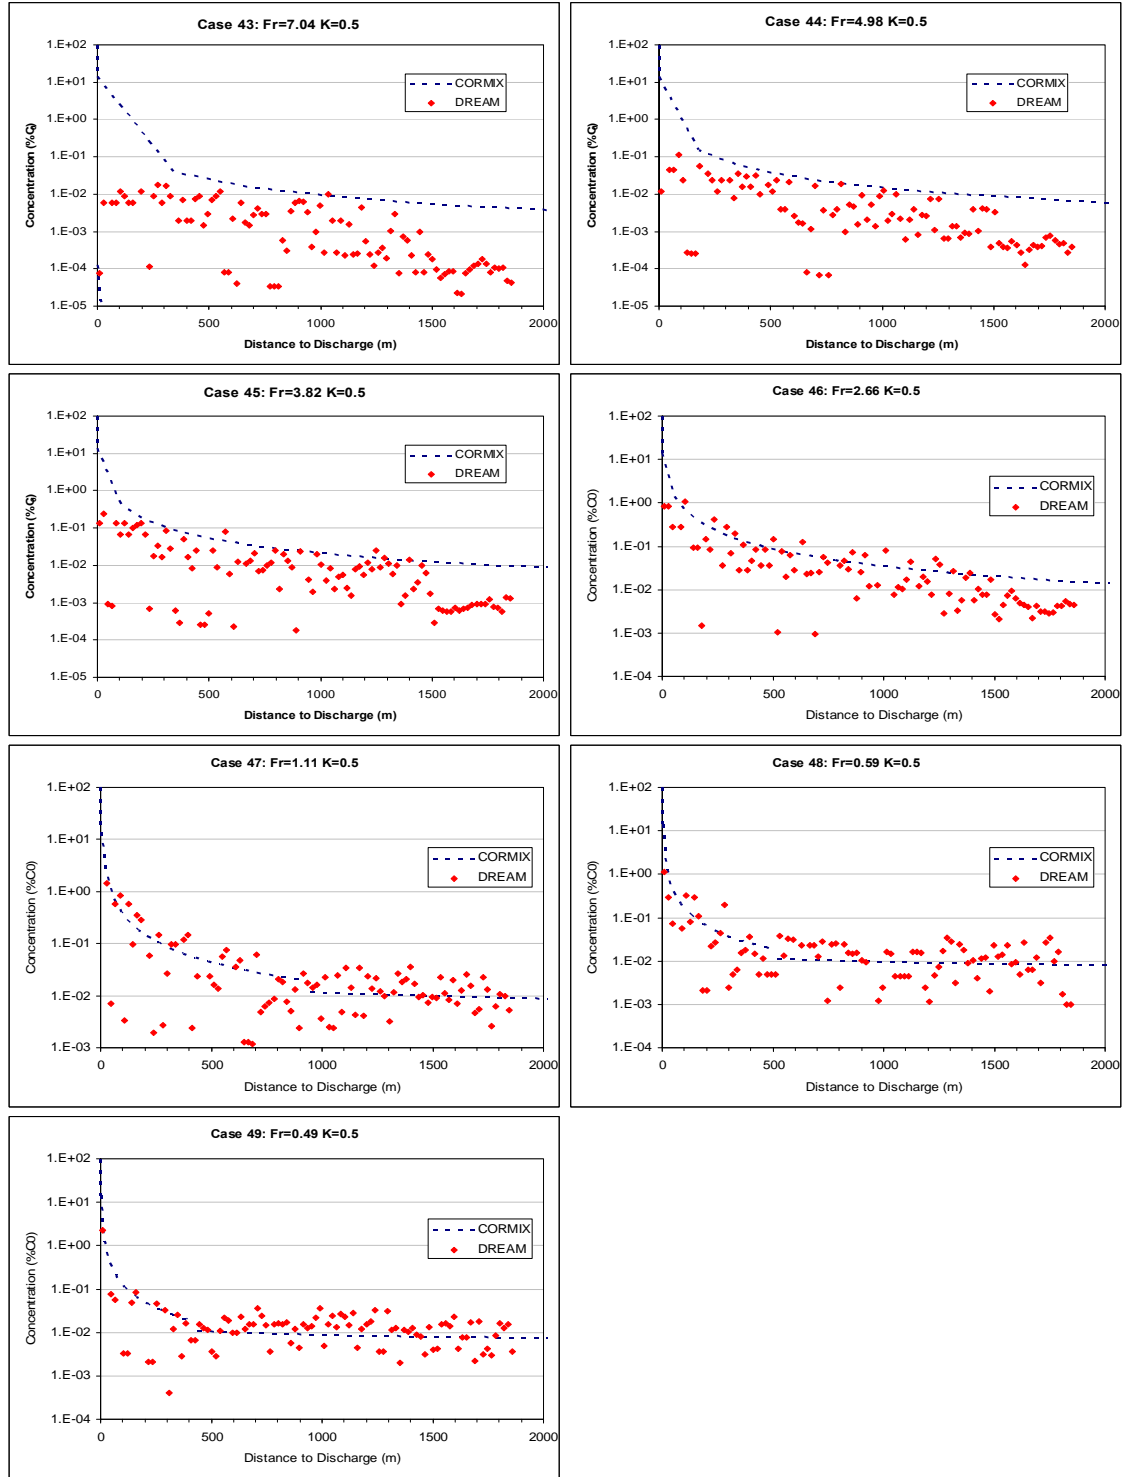 Case 43: Fr=7.04 K=0.5
1.E+02
1.E+01
1.E+00
1.E-01
1.E-02
1.E-03
1.E-04
1.E-05
0
500
1000
1500
2000
Concentration (%C)
Distance to Discharge (m)
CORMIX
DREAM
Case 44: Fr=4.98 K=0.5
1.E+02
1.E+01
1.E+00
1.E-01
1.E-02
1.E-03
1.E-04
1.E-05
0
500
1000
1500
2000
Concentration (%C)
Distance to Discharge (m)
CORMIX
DREAM
Case 45: Fr=3.82 K=0.5
1.E+02
1.E+01
1.E+00
1.E-01
1.E-02
1.E-03
1.E-04
1.E-05
0
500
1000
1500
2000
Concentration (%C)
Distance to Discharge (m)
CORMIX
DREAM
Case 46: Fr=2.66 K=0.5
1.E+02
1.E+01
1.E+00
1.E-01
1.E-02
1.E-03
1.E-04
0
500
1000
1500
2000
Concentration (%C0)
Distance to Discharge (m)
CORMIX
DREAM
Case 47: Fr=1.11 K=0.5
1.E+02
1.E+01
1.E+00
1.E-01
1.E-02
1.E-03
0
500
1000
1500
2000
Concentration (%C0)
Distance to Discharge (m)
CORMIX
DREAM
Case 48: Fr=0.59 K=0.5
1.E+02
1.E+01
1.E+00
1.E-01
1.E-02
1.E-03
1.E-04
0
500
1000
1500
2000
Concentration (%C0)
Distance to Discharge (m)
CORMIX
DREAM
Case 49: Fr=0.49 K=0.5
1.E+02
1.E+01
1.E+00
1.E-01
1.E-02
1.E-03
1.E-04
0
500
1000
1500
2000
Concentration (%C0)
Distance to Discharge (m)
CORMIX
DREAM